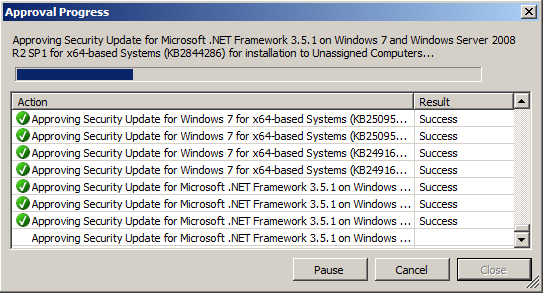 Approval Progress
Approving Security Update for Microsoft .NET Framework 3.5.1 on Windows 7 and Windows Server 2008
R2 SP1 for x64-based Systems (KB2844286) for installation to Unassigned Computers...
Action Result
Approving Security Update for Windows 7 for x64-based Systems (KB25095... Success
Approving Security Update for Windows 7 for x64-based Systems (KB25095... Success
Approving Security Update for Windows 7 for x64-based Systems (KB24916... Success
Approving Security Update for Windows 7 for x64-based Systems (KB24916... Success
Approving Security Update for Microsoft .NET Framework 3.5.1 on Windows ... Success
Approving Security Update for Microsoft .NET Framework 3.5.1 on Windows ... Success
Approving Security Update for Microsoft .NET Framework 3.5.1 on Windows ... Success
Approving Security Update for Microsoft .NET Framework 3.5.1 on Windows ...
Pause Cancel Close